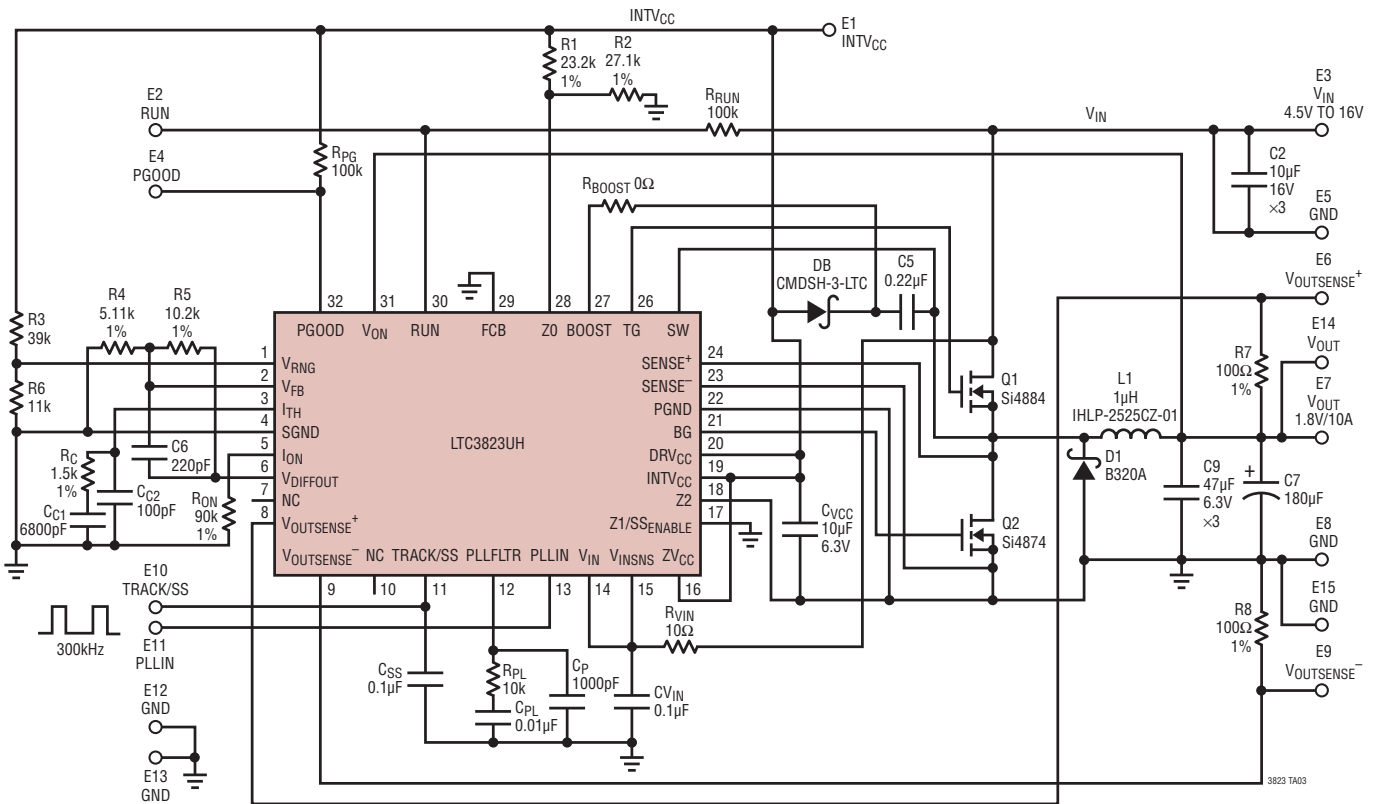 INTVCC
E1
INTVCC
R1
23.2k
1%
R2
27.1k
1%
E2
RUN
RRUN
100k
VIN
E3
VIN
4.5V TO 16V
E4
PGOOD
RPG
100k
C2
10µF
16V
×3
RBOOST 0Ω
E5
GND
DB
CMDSH-3-LTC
C5
0.22µF
E6
VOUTSENSE+
R3
39k
R4
5.11k
1%
R5
10.2k
1%
32 31 30 29 28 27 26
PGOOD VON RUN FCB Z0 BOOST TG SW
E14
VOUT
1 VRNG
2 VFB
3 ITH
4 SGND
5 ION
6 VDIFFOUT
7 NC
8 VOUTSENSE+
LTC3823UH
SENSE+ 24
SENSE− 23
PGND 22
BG 21
DRVCC 20
INTVCC 19
Z2 18
Z1/SSENABLE 17
R6
11k
RC
1.5k
1%
C6
220pF
CC1
6800pF
CC2
100pF
RON
90k
1%
Q1
Si4884
L1
1µH
IHLP-2525CZ-01
R7
100Ω
1%
E7
VOUT
1.8V/10A
D1
B320A
C9
47µF
6.3V
×3
+
C7
180µF
CVCC
10µF
6.3V
Q2
Si4874
E8
GND
VOUTSENSE− NC TRACK/SS PLLFLTR PLLIN VIN VINSNS ZVCC
9 10 11 12 13 14 15 16
E10
TRACK/SS
300kHz
E11
PLLIN
RVIN
10Ω
E15
GND
R8
100Ω
1%
E9
VOUTSENSE−
CSS
0.1µF
RPL
10k
CPL
0.01µF
CP
1000pF
CVIN
0.1µF
E12
GND
E13
GND
3823 TA03